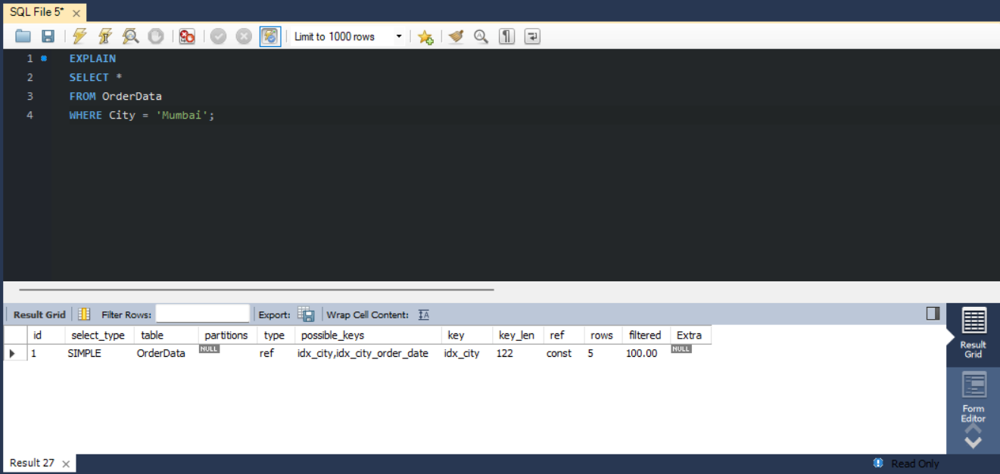 SQL File 5*
Limit to 1000 rows
1 EXPLAIN
2 SELECT *
3 FROM OrderData
4 WHERE City = 'Mumbai';
Result Grid Filter Rows: Export: Wrap Cell Content:
id select_type table partitions type possible_keys key key_len ref rows filtered Extra
1 SIMPLE OrderData NULL ref idx_city,idx_city_order_date idx_city 122 const 5 100.00 NULL
Result
Grid
Form
Editor
Result 27
Read Only